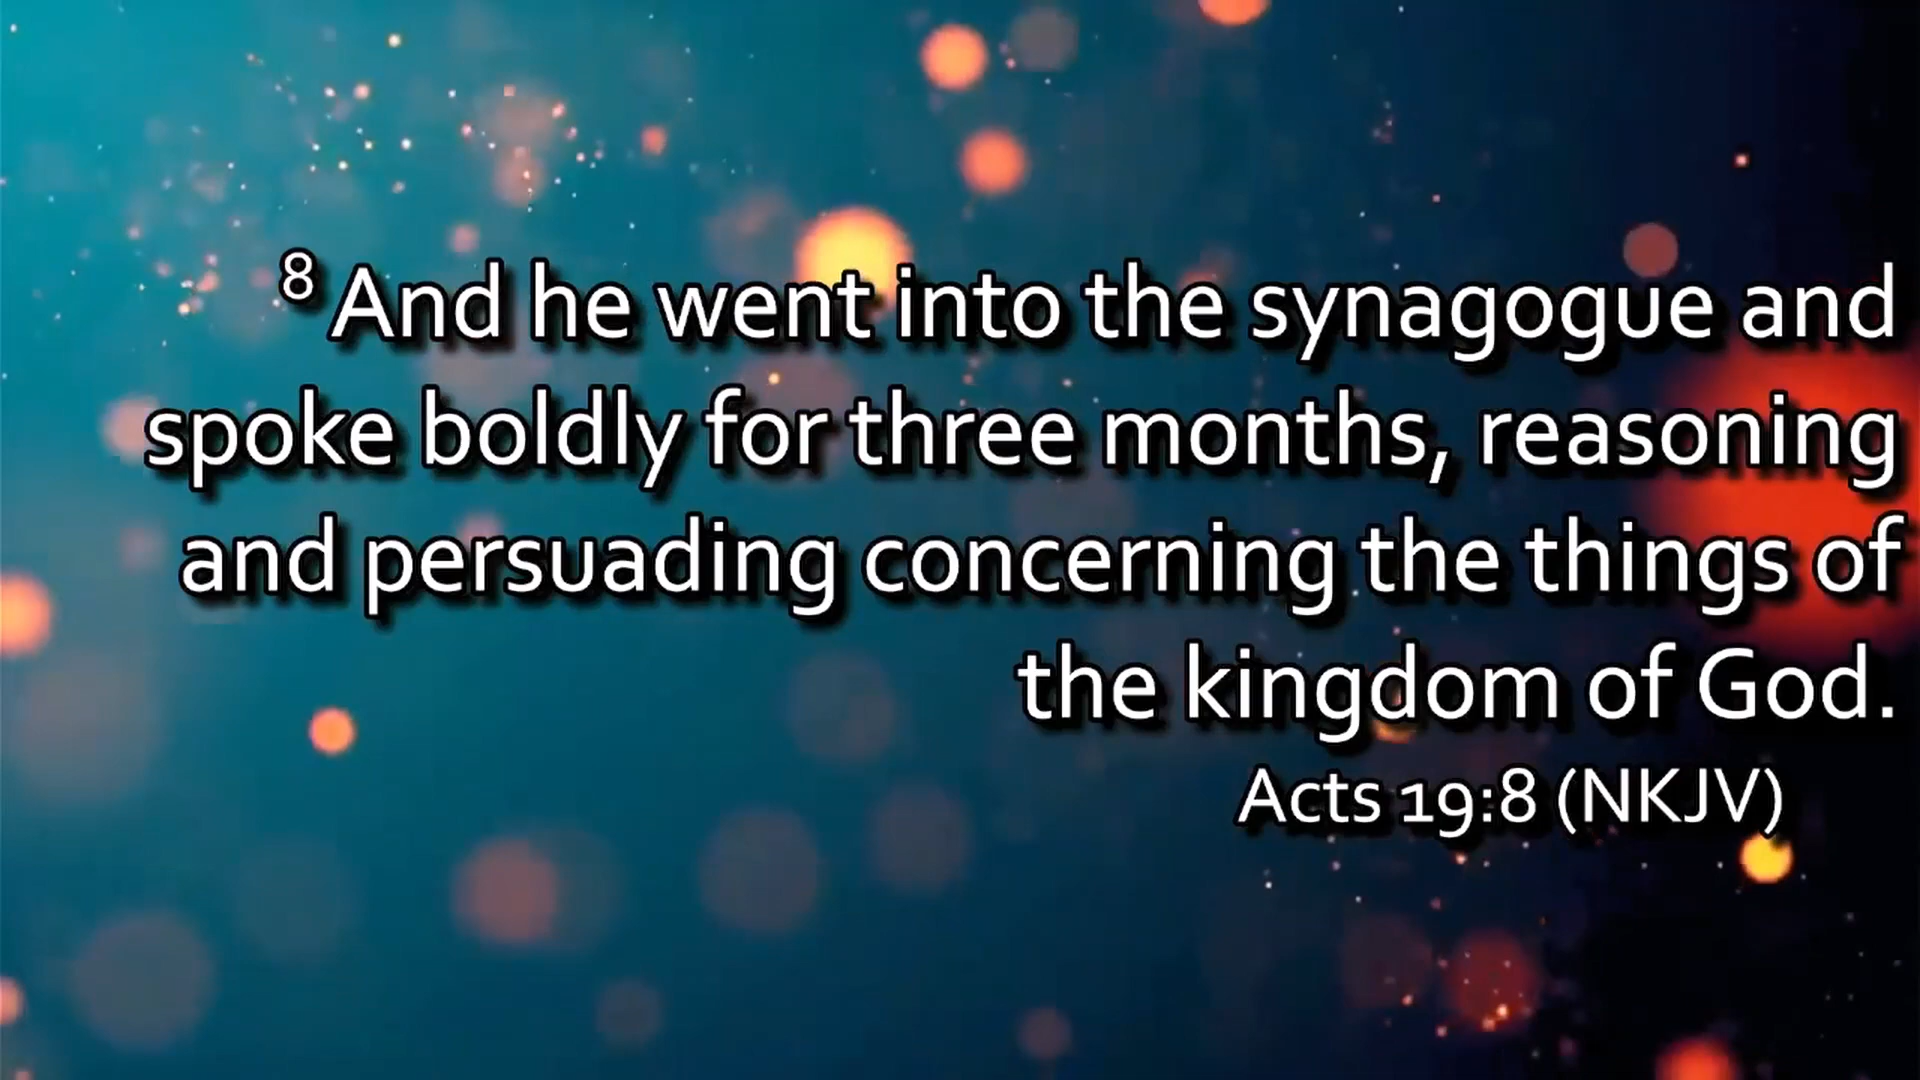 8 And he went into the synagogue and
spoke boldly for three months, reasoning
and persuading concerning the things of
the kingdom of God.
Acts 19:8 (NKJV)